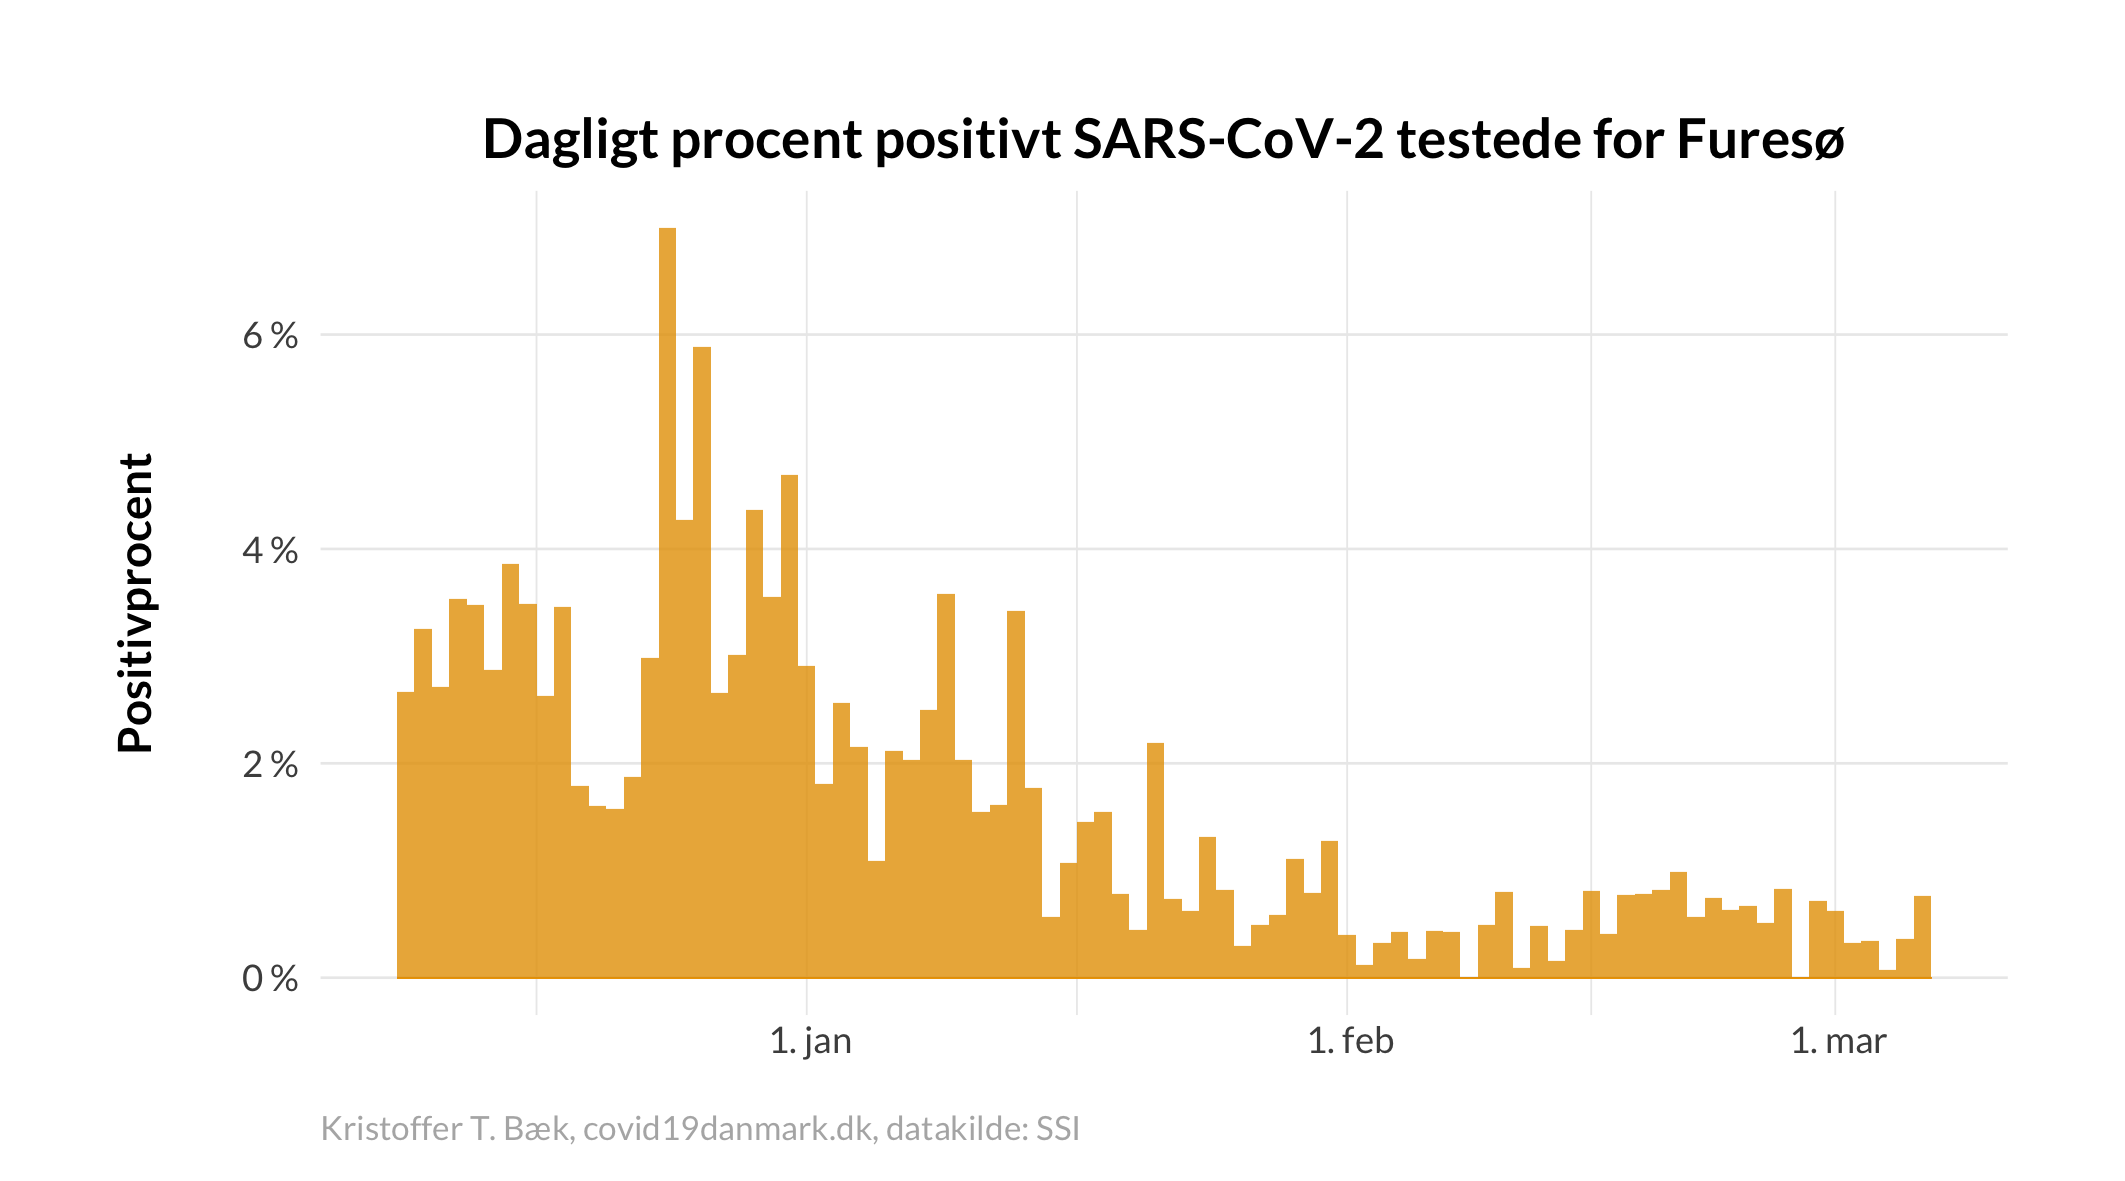 Dagligt procent positivt SARS-CoV-2 testede for Furesø
Positivprocent
6 %
4 %
2 %
0 %
1. jan
1. feb
1. mar
Kristoffer T. Bæk, covid19danmark.dk, datakilde: SSI